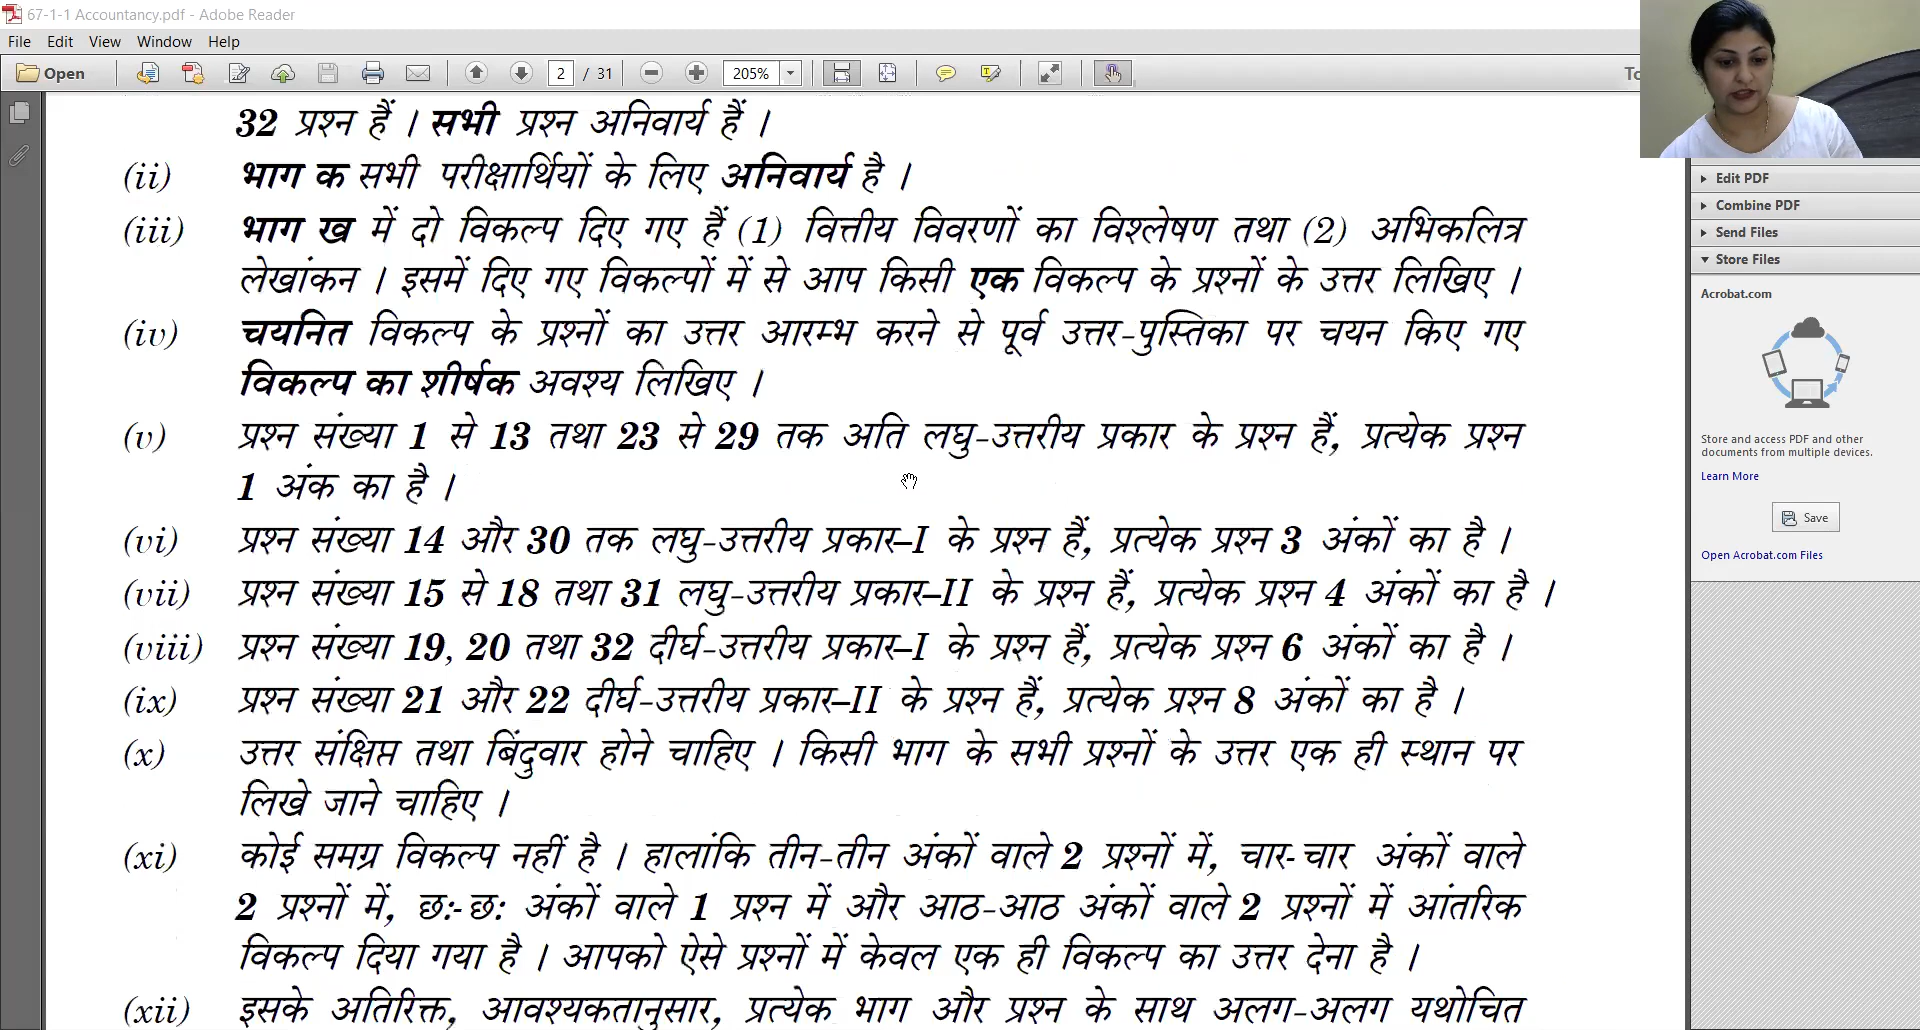 67-1-1 Accountancy.pdf - Adobe Reader
File Edit View Window Help
Open 2 / 31 205%
32 प्रश्न हैं । सभी प्रश्न अनिवार्य हैं ।
(ii) भाग क सभी परीक्षार्थियों के लिए अनिवार्य है ।
(iii) भाग ख में दो विकल्प दिए गए हैं (1) वित्तीय विवरणों का विश्लेषण तथा (2) अभिकलित्र
लेखांकन । इसमें दिए गए विकल्पों में से आप किसी एक विकल्प के प्रश्नों के उत्तर लिखिए ।
(iv) चयनित विकल्प के प्रश्नों का उत्तर आरम्भ करने से पूर्व उत्तर-पुस्तिका पर चयन किए गए
विकल्प का शीर्षक अवश्य लिखिए ।
(v) प्रश्न संख्या 1 से 13 तथा 23 से 29 तक अति लघु-उत्तरीय प्रकार के प्रश्न हैं, प्रत्येक प्रश्न
1 अंक का है ।
(vi) प्रश्न संख्या 14 और 30 तक लघु-उत्तरीय प्रकार–I के प्रश्न हैं, प्रत्येक प्रश्न 3 अंकों का है ।
(vii) प्रश्न संख्या 15 से 18 तथा 31 लघु-उत्तरीय प्रकार–II के प्रश्न हैं, प्रत्येक प्रश्न 4 अंकों का है ।
(viii) प्रश्न संख्या 19, 20 तथा 32 दीर्घ-उत्तरीय प्रकार–I के प्रश्न हैं, प्रत्येक प्रश्न 6 अंकों का है ।
(ix) प्रश्न संख्या 21 और 22 दीर्घ-उत्तरीय प्रकार–II के प्रश्न हैं, प्रत्येक प्रश्न 8 अंकों का है ।
(x) उत्तर संक्षिप्त तथा बिंदुवार होने चाहिए । किसी भाग के सभी प्रश्नों के उत्तर एक ही स्थान पर
लिखे जाने चाहिए ।
(xi) कोई समग्र विकल्प नहीं है । हालांकि तीन-तीन अंकों वाले 2 प्रश्नों में, चार-चार अंकों वाले
2 प्रश्नों में, छः-छः अंकों वाले 1 प्रश्न में और आठ-आठ अंकों वाले 2 प्रश्नों में आंतरिक
विकल्प दिया गया है । आपको ऐसे प्रश्नों में केवल एक ही विकल्प का उत्तर देना है ।
(xii) इसके अतिरिक्त, आवश्यकतानुसार, प्रत्येक भाग और प्रश्न के साथ अलग-अलग यथोचित
Edit PDF
Combine PDF
Send Files
Store Files
Acrobat.com
Store and access PDF and other
documents from multiple devices.
Learn More
Save
Open Acrobat.com Files